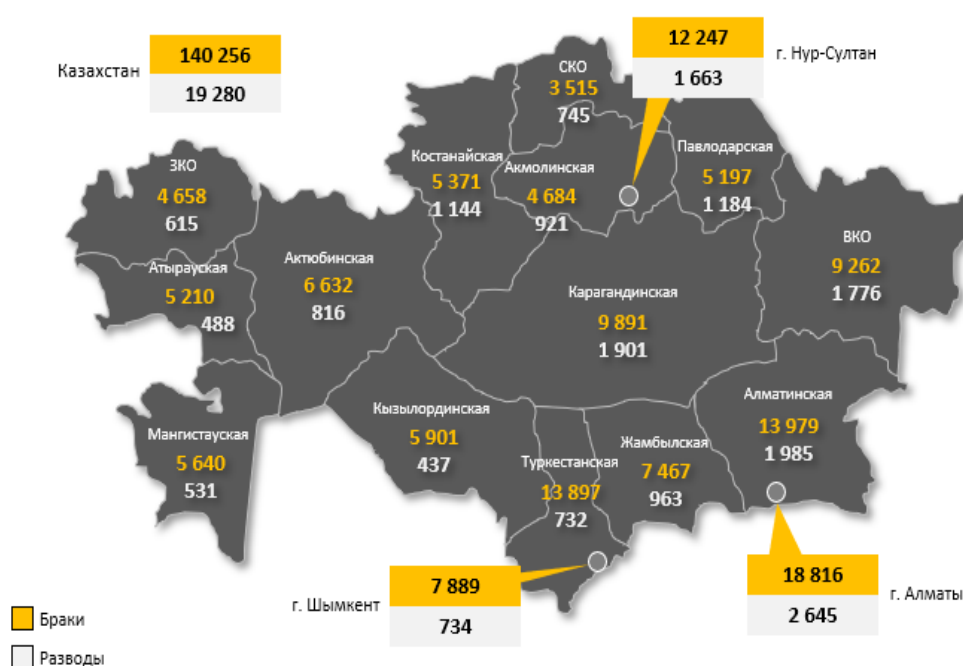 Казахстан
140 256
19 280
12 247
1 663
г. Нур-Султан
СКО
3 515
745
ЗКО
4 658
615
Костанайская
5 371
1 144
Акмолинская
4 684
921
Павлодарская
5 197
1 184
Атырауская
5 210
488
Актюбинская
6 632
816
ВКО
9 262
1 776
Карагандинская
9 891
1 901
Мангистауская
5 640
531
Кызылординская
5 901
437
Туркестанская
13 897
732
Жамбылская
7 467
963
Алматинская
13 979
1 985
г. Шымкент
7 889
734
18 816
2 645
г. Алматы
Браки
Разводы